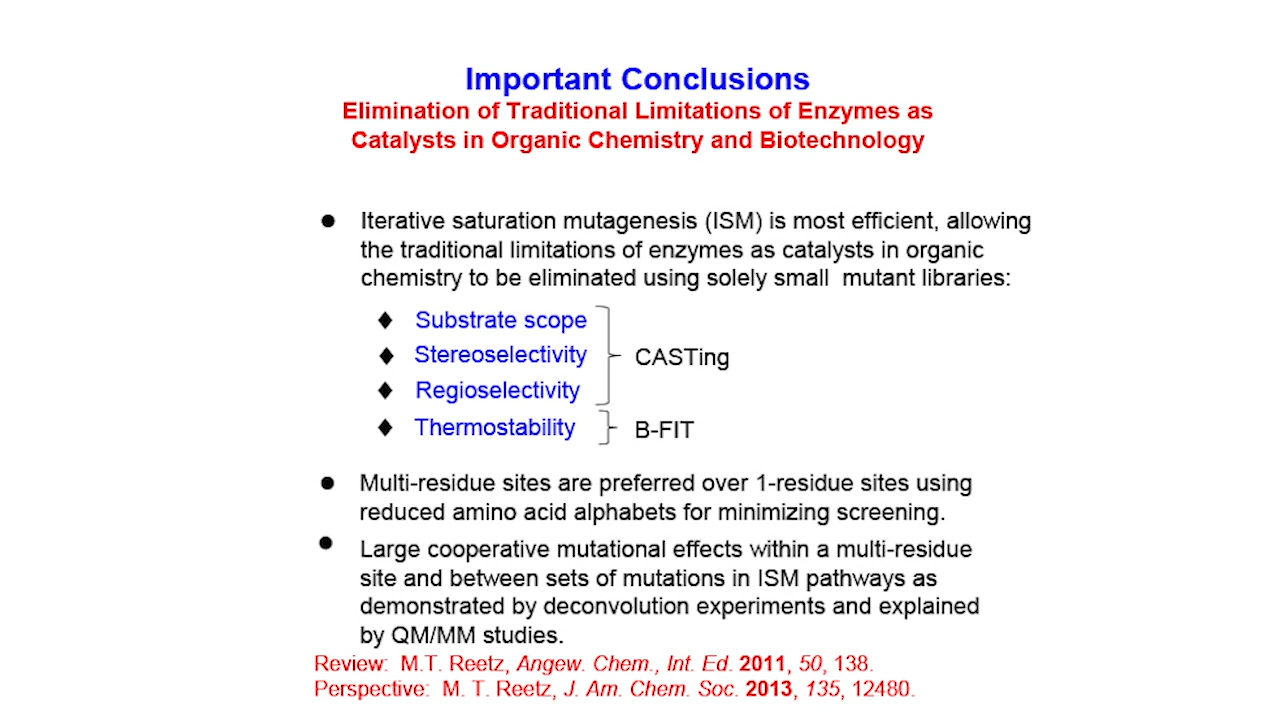 Important Conclusions
Elimination of Traditional Limitations of Enzymes as
Catalysts in Organic Chemistry and Biotechnology
● Iterative saturation mutagenesis (ISM) is most efficient, allowing
the traditional limitations of enzymes as catalysts in organic
chemistry to be eliminated using solely small mutant libraries:
♦ Substrate scope
♦ Stereoselectivity
CASTing
♦ Regioselectivity
♦ Thermostability
B-FIT
● Multi-residue sites are preferred over 1-residue sites using
reduced amino acid alphabets for minimizing screening.
● Large cooperative mutational effects within a multi-residue
site and between sets of mutations in ISM pathways as
demonstrated by deconvolution experiments and explained
by QM/MM studies.
Review: M.T. Reetz, Angew. Chem., Int. Ed. 2011, 50, 138.
Perspective: M. T. Reetz, J. Am. Chem. Soc. 2013, 135, 12480.